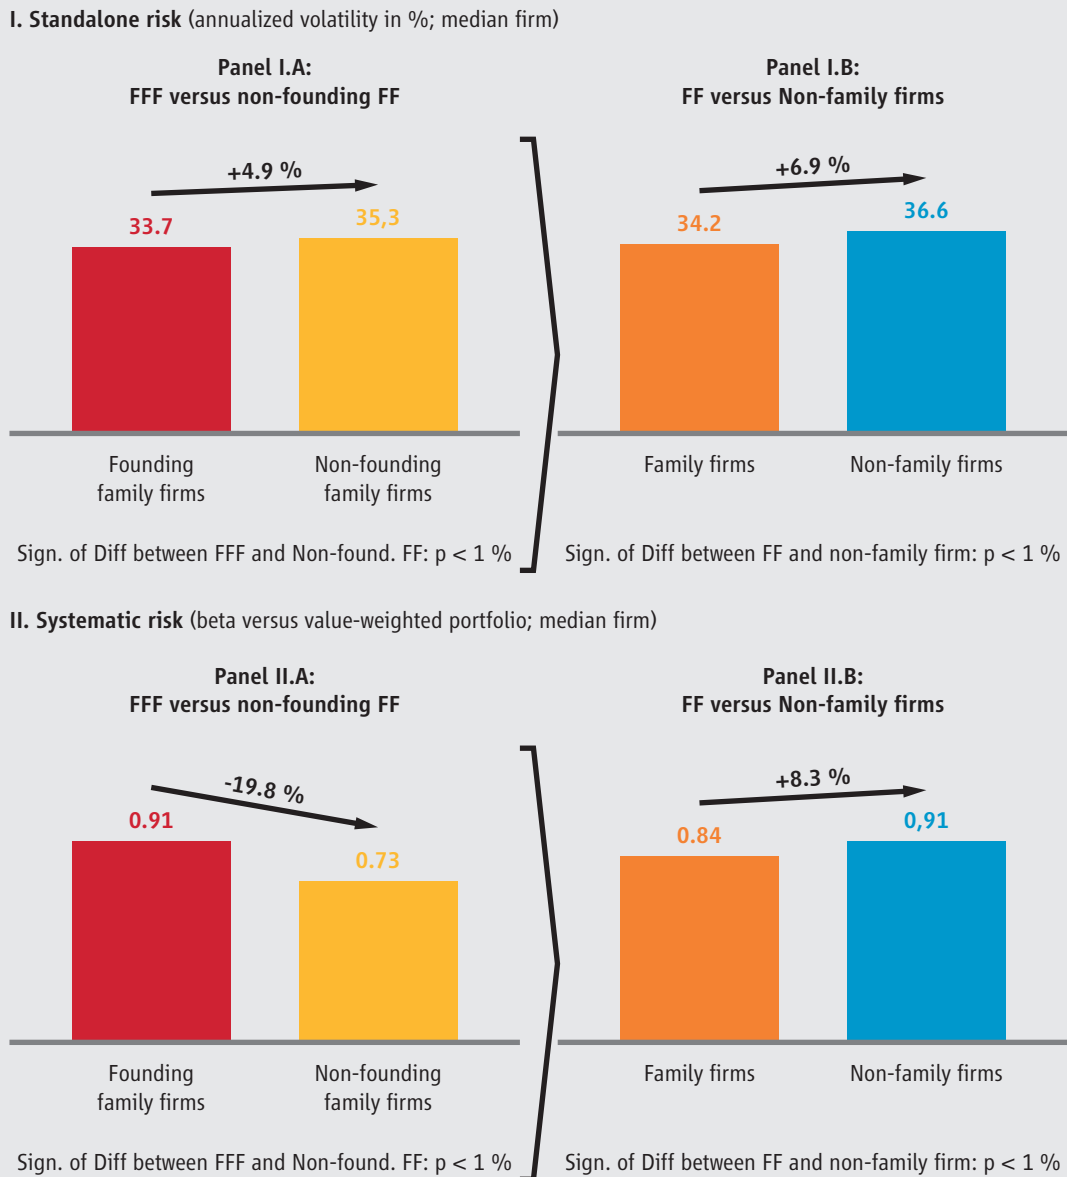 I. Standalone risk (annualized volatility in %; median firm)
Panel I.A:
FFF versus non-founding FF
+4.9 %
33.7
35,3
Founding
family firms
Non-founding
family firms
Sign. of Diff between FFF and Non-found. FF: p < 1 %
Panel I.B:
FF versus Non-family firms
+6.9 %
34.2
36.6
Family firms
Non-family firms
Sign. of Diff between FF and non-family firm: p < 1 %
II. Systematic risk (beta versus value-weighted portfolio; median firm)
Panel II.A:
FFF versus non-founding FF
-19.8 %
0.91
0.73
Founding
family firms
Non-founding
family firms
Sign. of Diff between FFF and Non-found. FF: p < 1 %
Panel II.B:
FF versus Non-family firms
+8.3 %
0.84
0,91
Family firms
Non-family firms
Sign. of Diff between FF and non-family firm: p < 1 %